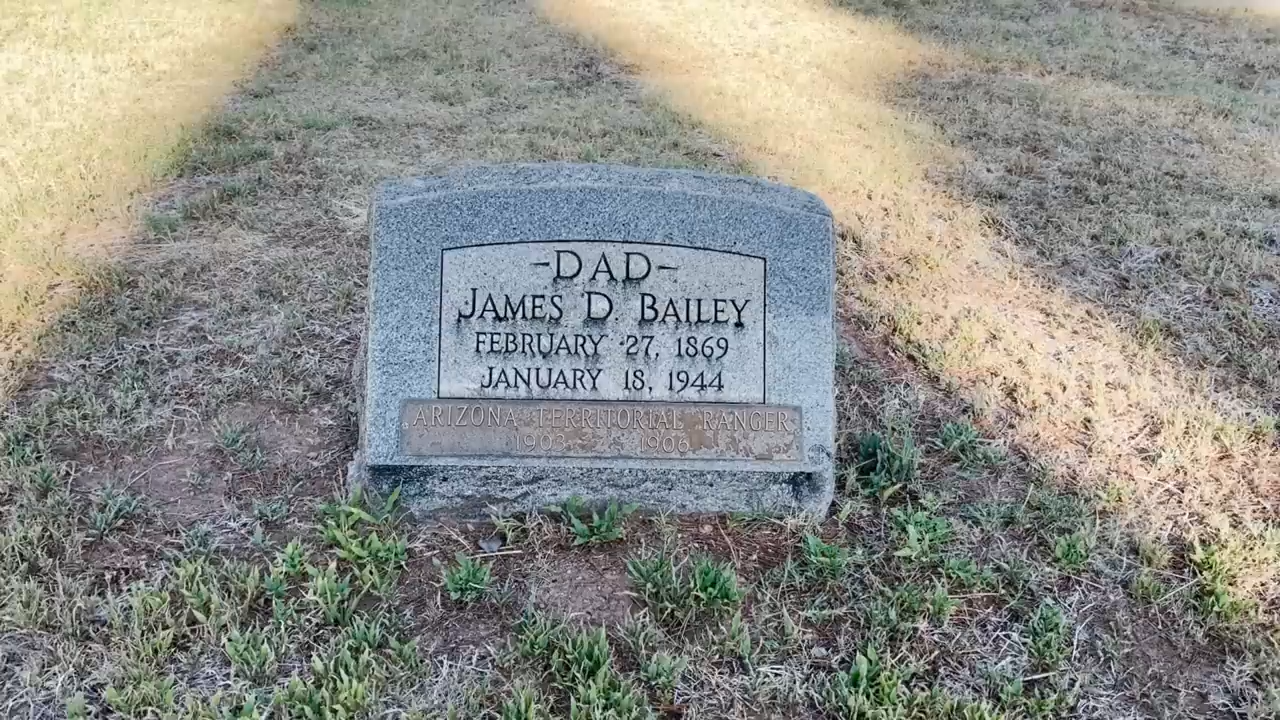 -DAD-
JAMES D. BAILEY
FEBRUARY 27, 1869
JANUARY 18, 1944
ARIZONA TERRITORIAL RANGER
1903 1906